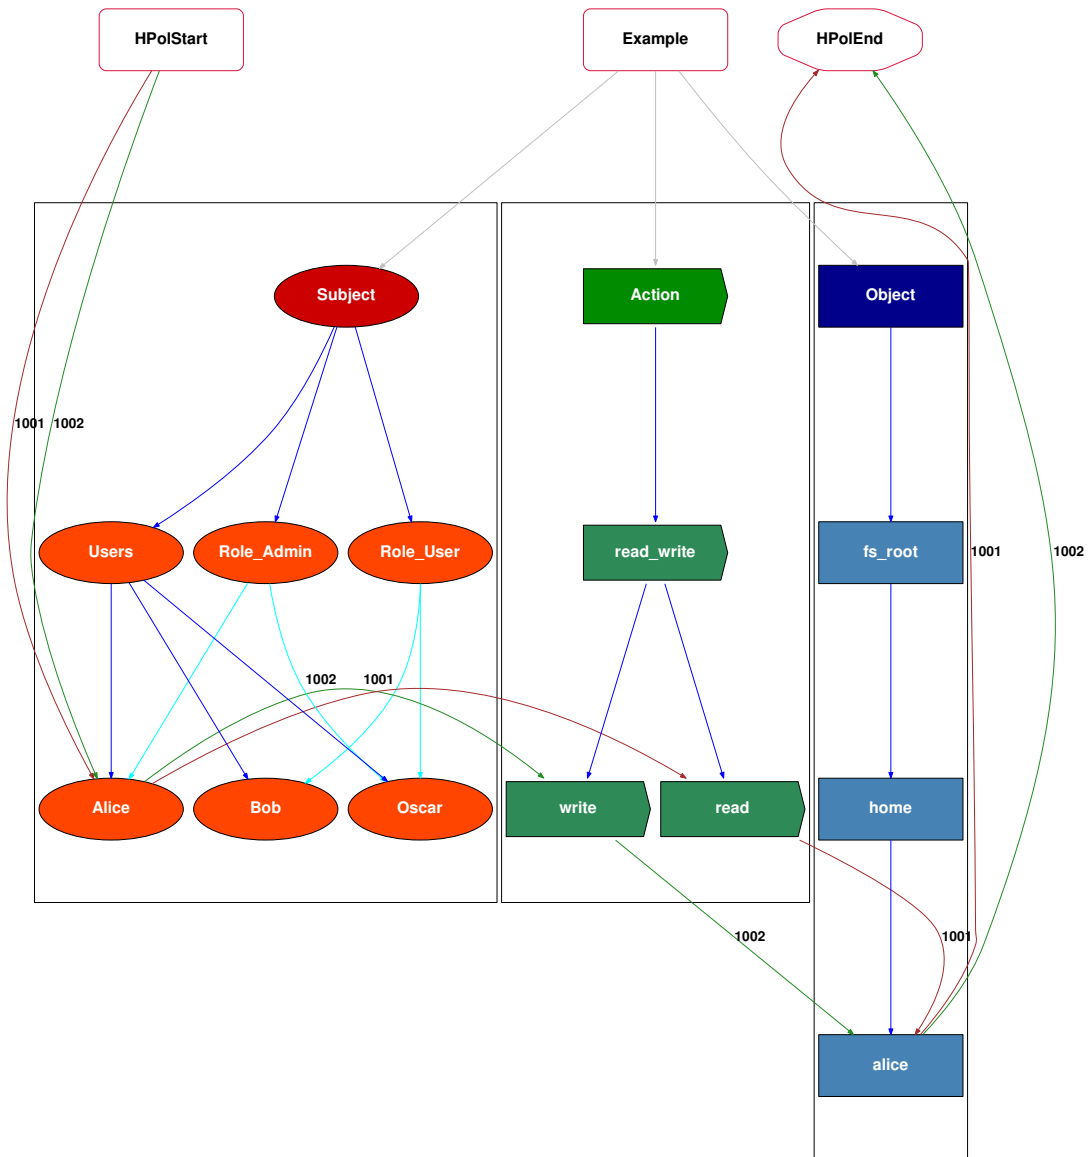 HPolStart
Example
HPolEnd
Subject
Action
Object
1001
1002
Users
Role_Admin
Role_User
read_write
fs_root
1001
1002
1002
1001
Alice
Bob
Oscar
write
read
home
1002
1001
alice